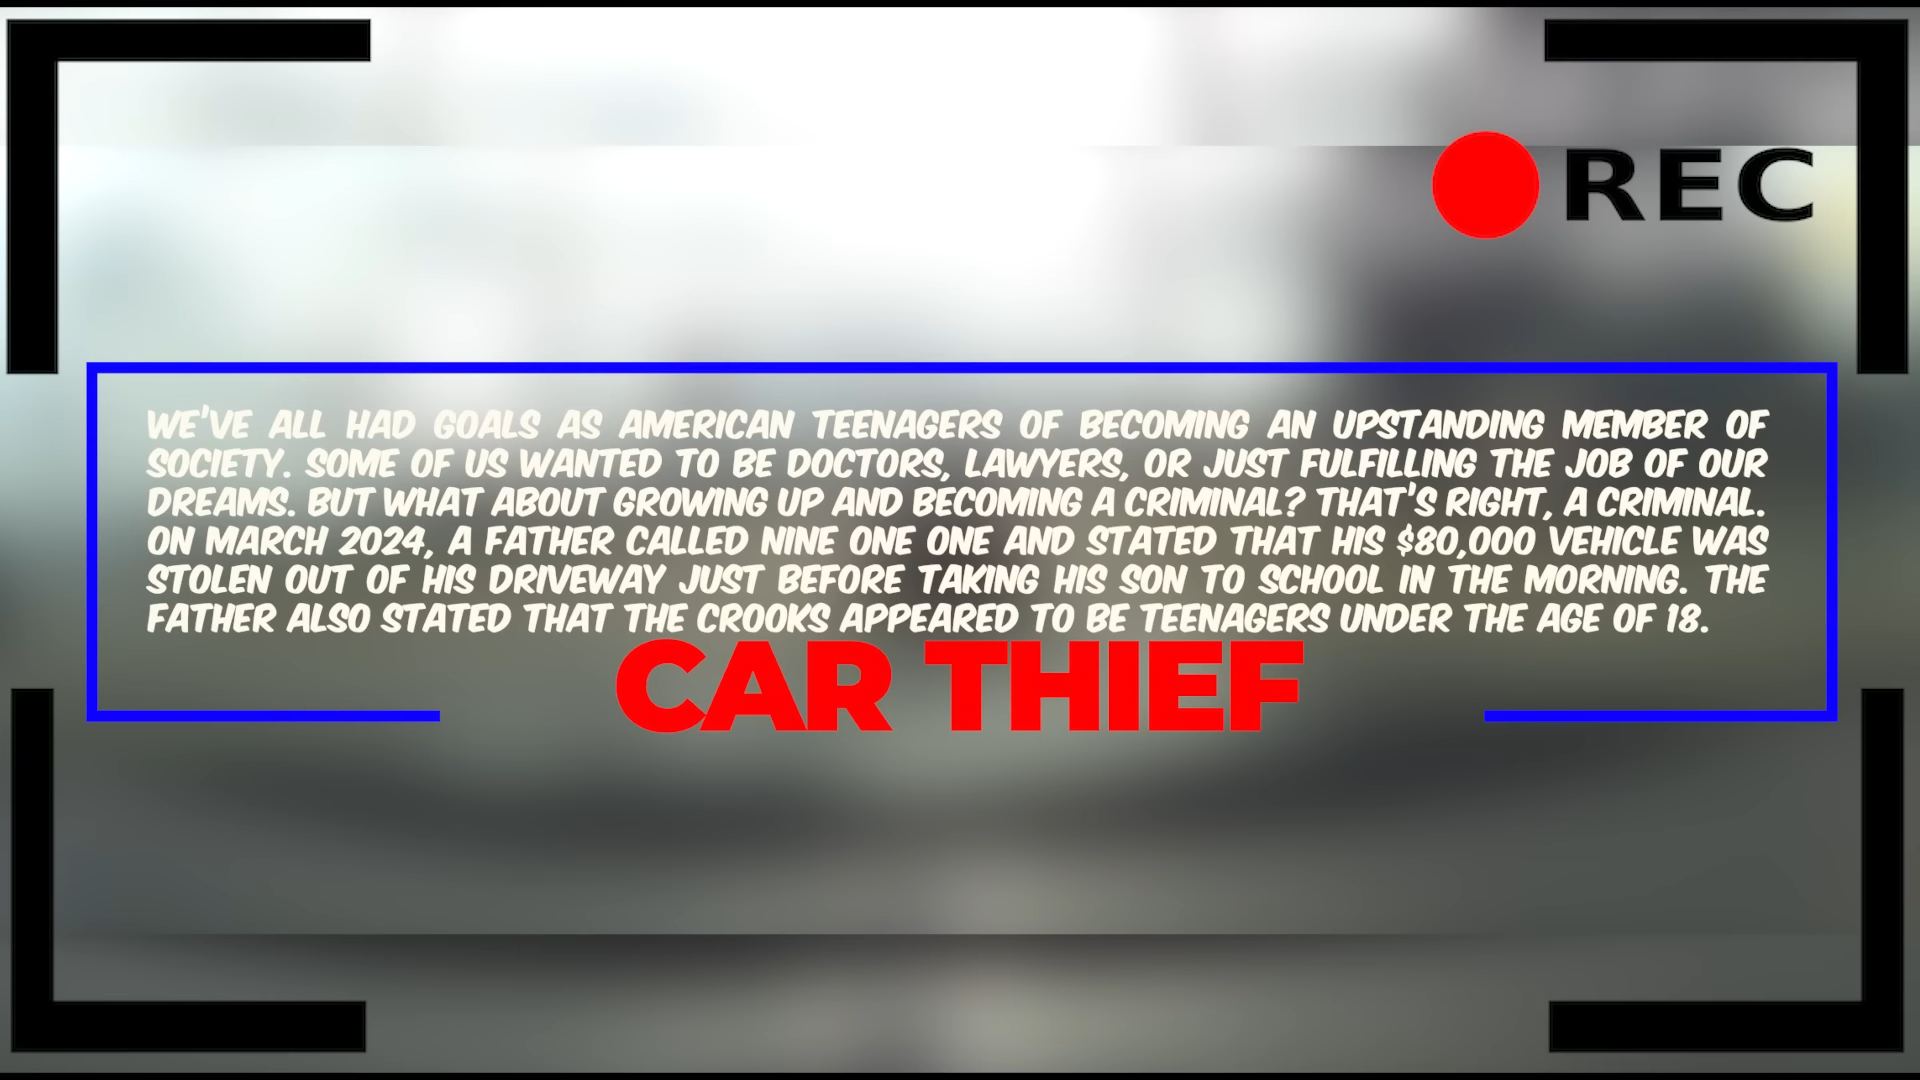 REC
WE'VE ALL HAD GOALS AS AMERICAN TEENAGERS OF BECOMING AN UPSTANDING MEMBER OF
SOCIETY. SOME OF US WANTED TO BE DOCTORS, LAWYERS, OR JUST FULFILLING THE JOB OF OUR
DREAMS. BUT WHAT ABOUT GROWING UP AND BECOMING A CRIMINAL? THAT'S RIGHT, A CRIMINAL.
ON MARCH 2024, A FATHER CALLED NINE ONE ONE AND STATED THAT HIS $80,000 VEHICLE WAS
STOLEN OUT OF HIS DRIVEWAY JUST BEFORE TAKING HIS SON TO SCHOOL IN THE MORNING. THE
FATHER ALSO STATED THAT THE CROOKS APPEARED TO BE TEENAGERS UNDER THE AGE OF 18.
CAR THIEF